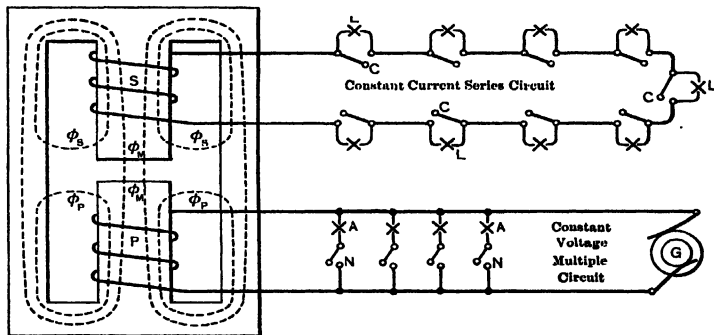 L
C
S
Constant Current Series Circuit
C
L
ϕS
ϕM
ϕS
C
L
ϕP
ϕM
ϕP
P
A
A
N
N
Constant
Voltage
Multiple
Circuit
G